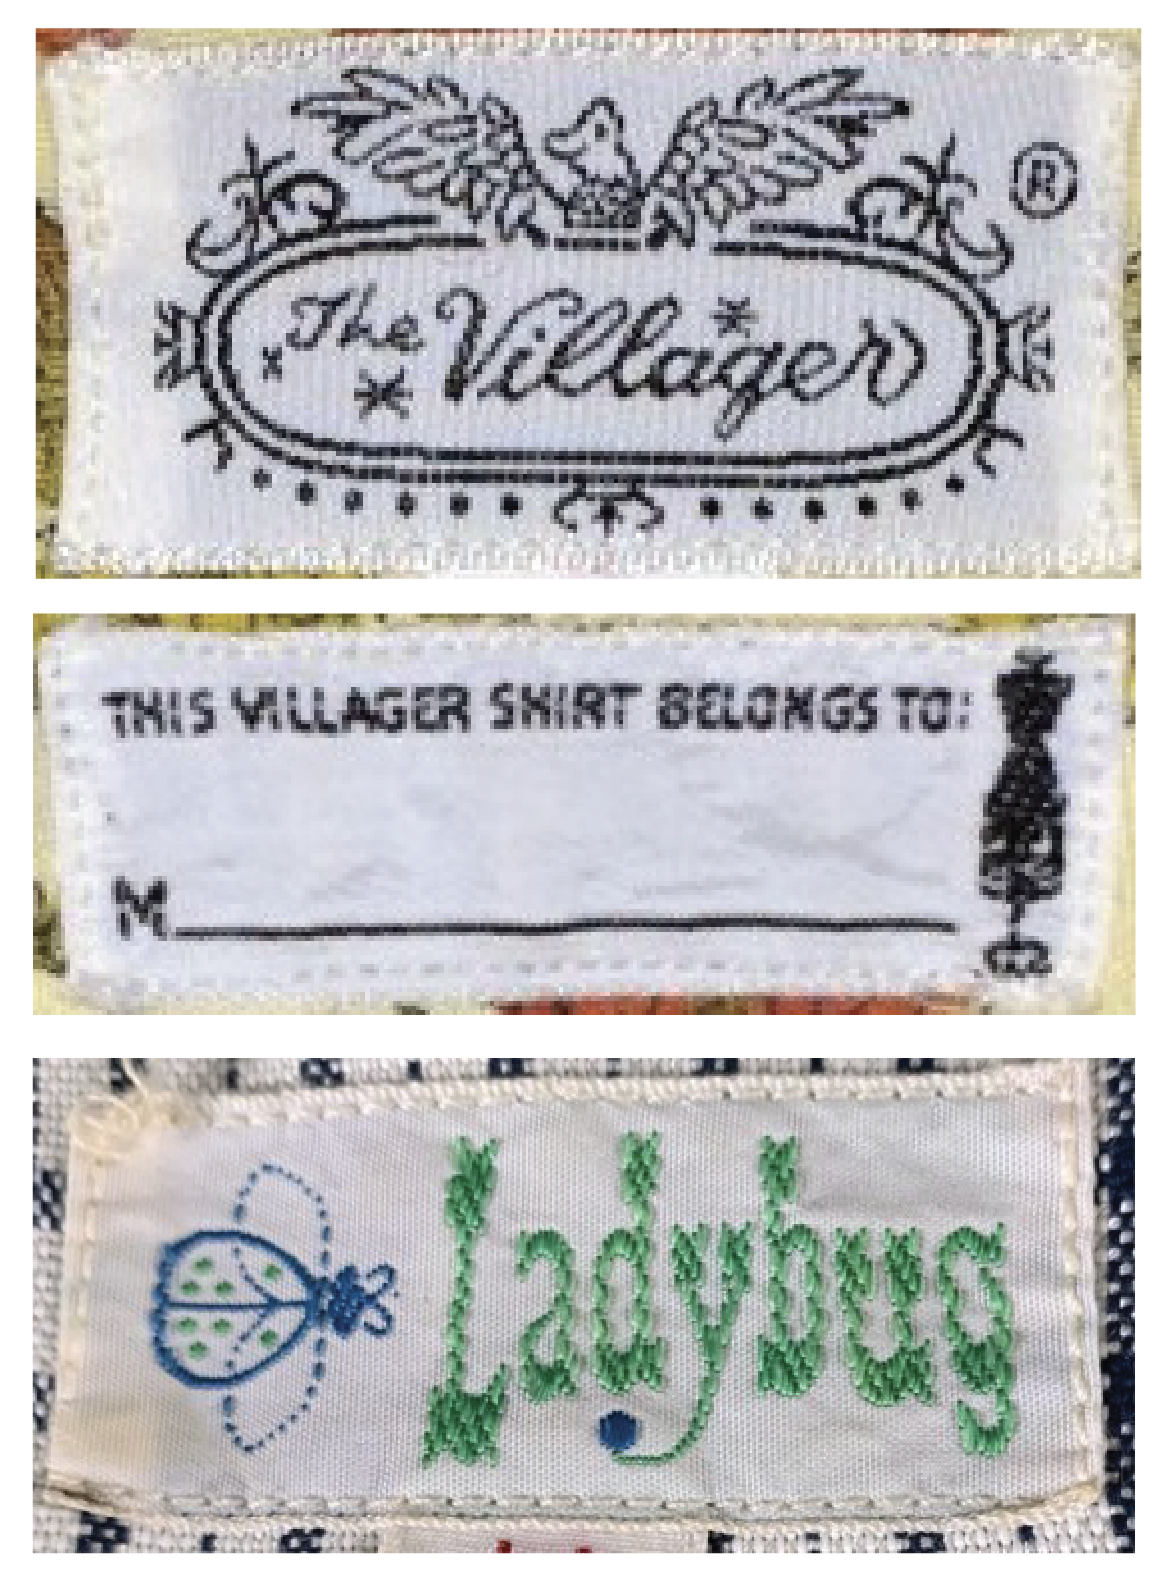 The Villager ®
THIS VILLAGER SHIRT BELONGS TO:
M
Ladybug